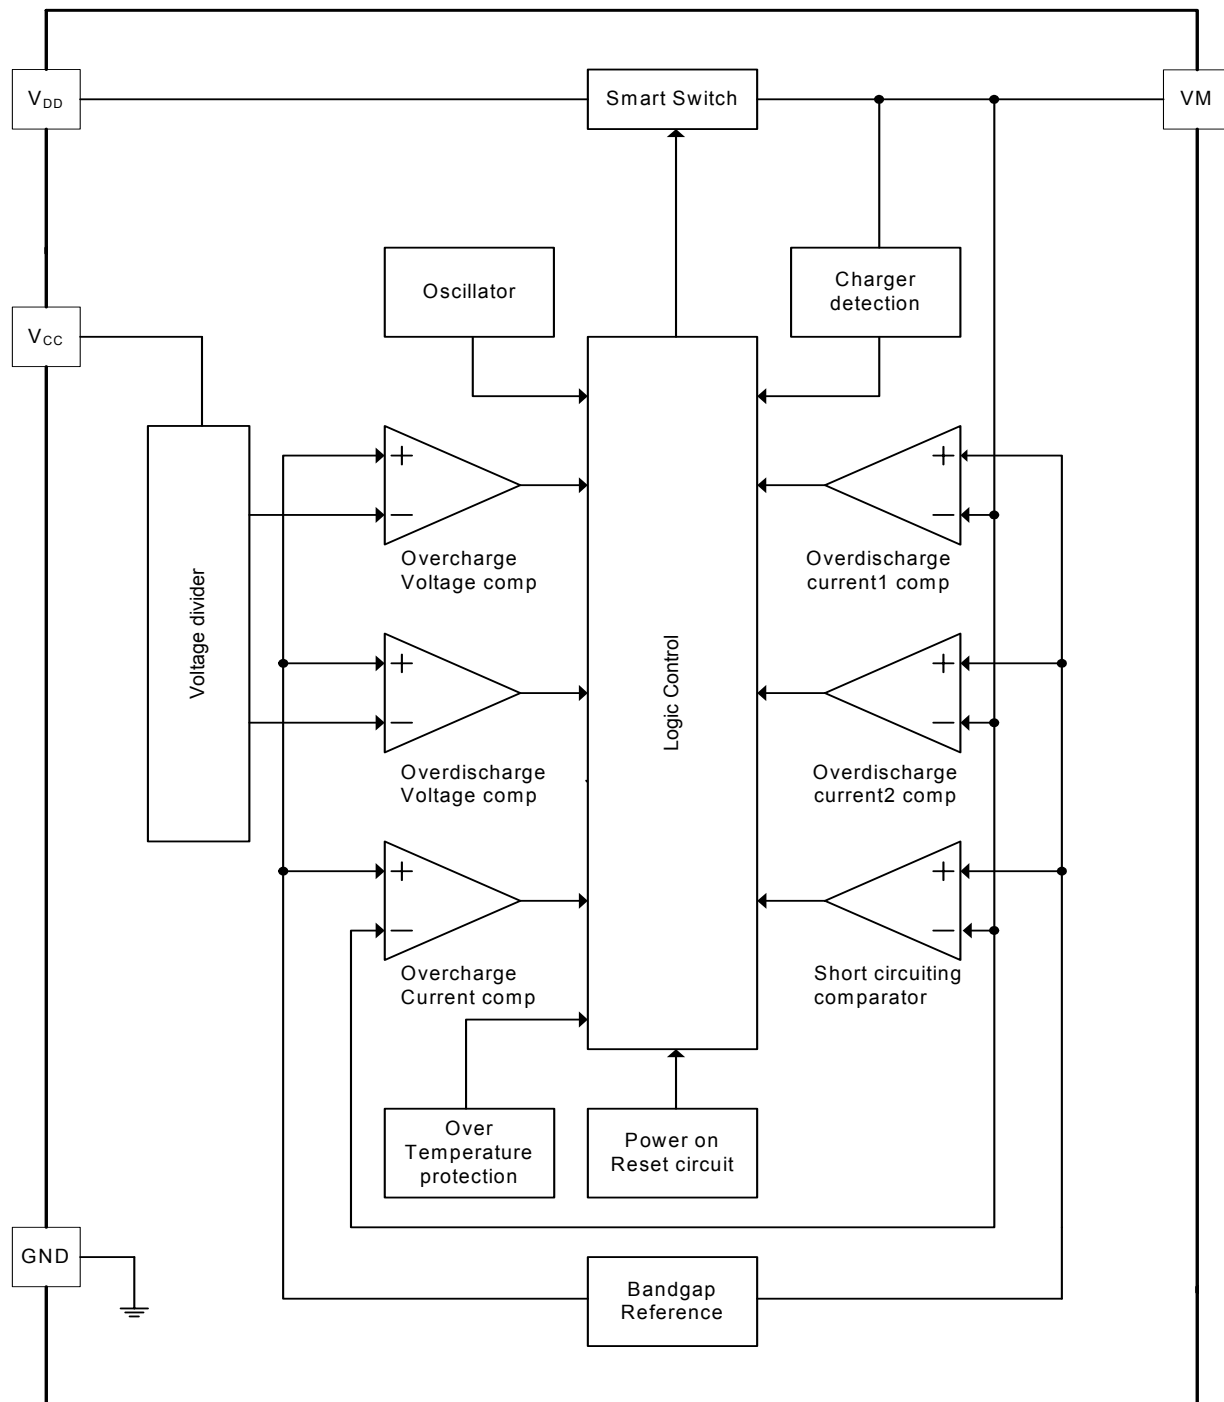 V_DD
Smart Switch
VM
Oscillator
Charger
detection
V_CC
+
−
Overcharge
Voltage comp
+
−
Overdischarge
current1 comp
Voltage divider
Logic Control
+
−
Overdischarge
Voltage comp
+
−
Overdischarge
current2 comp
+
−
Overcharge
Current comp
+
−
Short circuiting
comparator
Over
Temperature
protection
Power on
Reset circuit
GND
Bandgap
Reference